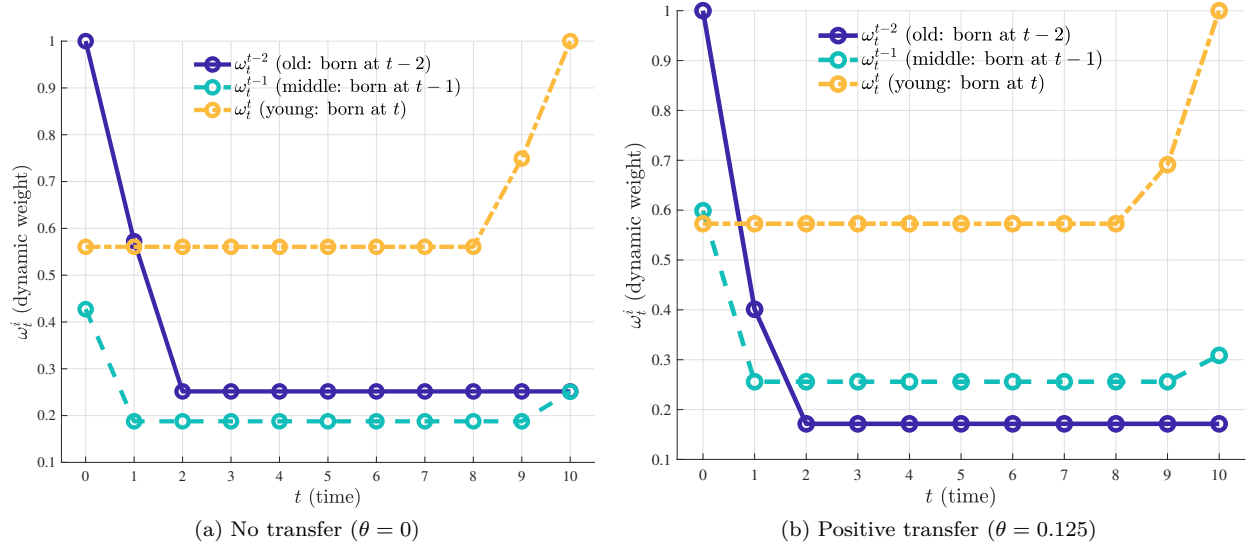 1
0.9
0.8
0.7
0.6
0.5
0.4
0.3
0.2
0.1
ω_t^i (dynamic weight)
ω_t^{t−2} (old: born at t − 2)
ω_t^{t−1} (middle: born at t − 1)
ω_t^t (young: born at t)
0 1 2 3 4 5 6 7 8 9 10
t (time)
(a) No transfer (θ = 0)
1
0.9
0.8
0.7
0.6
0.5
0.4
0.3
0.2
0.1
ω_t^i (dynamic weight)
ω_t^{t−2} (old: born at t − 2)
ω_t^{t−1} (middle: born at t − 1)
ω_t^t (young: born at t)
0 1 2 3 4 5 6 7 8 9 10
t (time)
(b) Positive transfer (θ = 0.125)